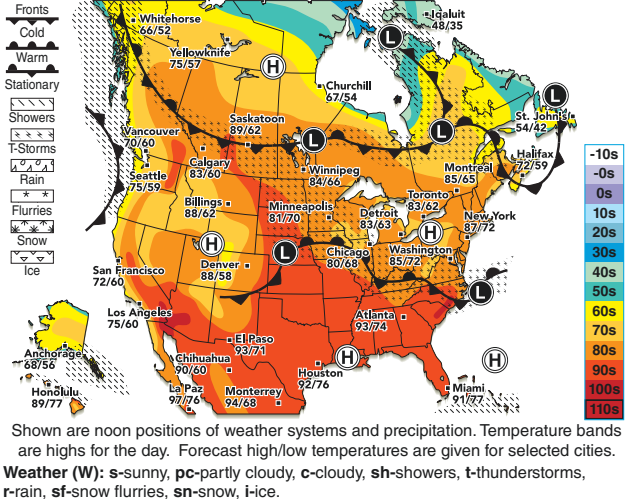 Fronts
Cold
Warm
Stationary
Showers
T-Storms
Rain
Flurries
Snow
Ice
Whitehorse
66/52
Iqaluit
48/35
L
Yellowknife
75/57
H
Churchill
67/54
L
St. John's
54/42
Vancouver
70/60
Saskatoon
89/62
L
L
Halifax
72/59
Seattle
75/59
Calgary
83/60
Winnipeg
84/66
Montreal
85/65
Billings
88/62
Minneapolis
81/70
Toronto
83/62
Detroit
83/63
New York
87/72
H
H
L
San Francisco
72/60
Denver
88/58
Chicago
80/68
Washington
85/72
L
Los Angeles
75/60
Atlanta
93/74
El Paso
93/71
Anchorage
68/56
Chihuahua
90/60
H
H
Houston
92/76
Honolulu
89/77
La Paz
97/76
Monterrey
94/68
Miami
91/77
-10s
-0s
0s
10s
20s
30s
40s
50s
60s
70s
80s
90s
100s
110s
Shown are noon positions of weather systems and precipitation. Temperature bands
are highs for the day. Forecast high/low temperatures are given for selected cities.
Weather (W): s-sunny, pc-partly cloudy, c-cloudy, sh-showers, t-thunderstorms,
r-rain, sf-snow flurries, sn-snow, i-ice.